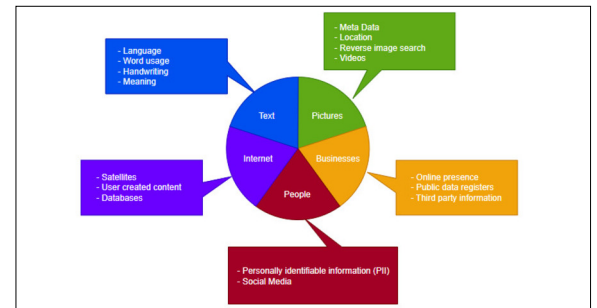 - Meta Data
- Location
- Reverse image search
- Videos
- Language
- Word usage
- Handwriting
- Meaning
Text
Pictures
Internet
Businesses
People
- Satellites
- User created content
- Databases
- Online presence
- Public data registers
- Third party information
- Personally identifiable information (PII)
- Social Media